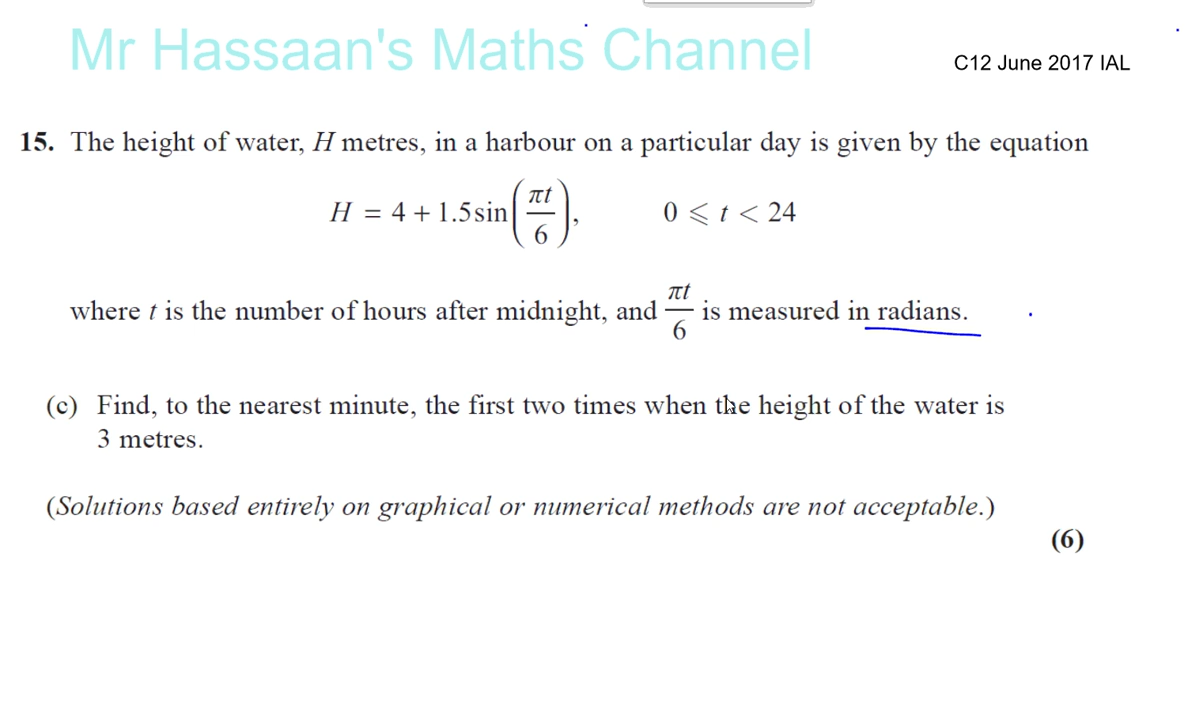 Mr Hassaan's Maths Channel
C12 June 2017 IAL
15. The height of water, H metres, in a harbour on a particular day is given by the equation
H = 4 + 1.5sin(πt/6), 0 ⩽ t < 24
where t is the number of hours after midnight, and πt/6 is measured in radians.
(c) Find, to the nearest minute, the first two times when the height of the water is
3 metres.
(Solutions based entirely on graphical or numerical methods are not acceptable.)
(6)